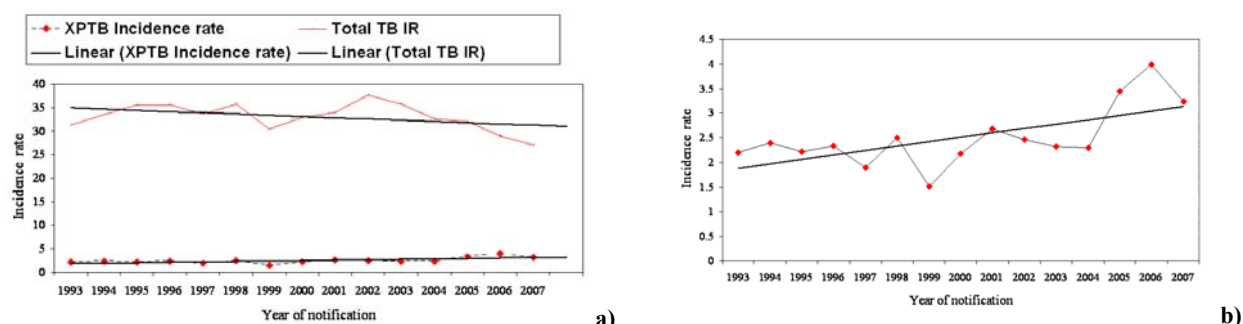 XPTB Incidence rate Total TB IR
Linear (XPTB Incidence rate) Linear (Total TB IR)
40
35
30
25
20
15
10
5
0
Incidence rate
1993 1994 1995 1996 1997 1998 1999 2000 2001 2002 2003 2004 2005 2006 2007
Year of notification
a)
4.5
4
3.5
3
2.5
2
1.5
1
0.5
0
Incidence rate
1993 1994 1995 1996 1997 1998 1999 2000 2001 2002 2003 2004 2005 2006 2007
Year of notification
b)